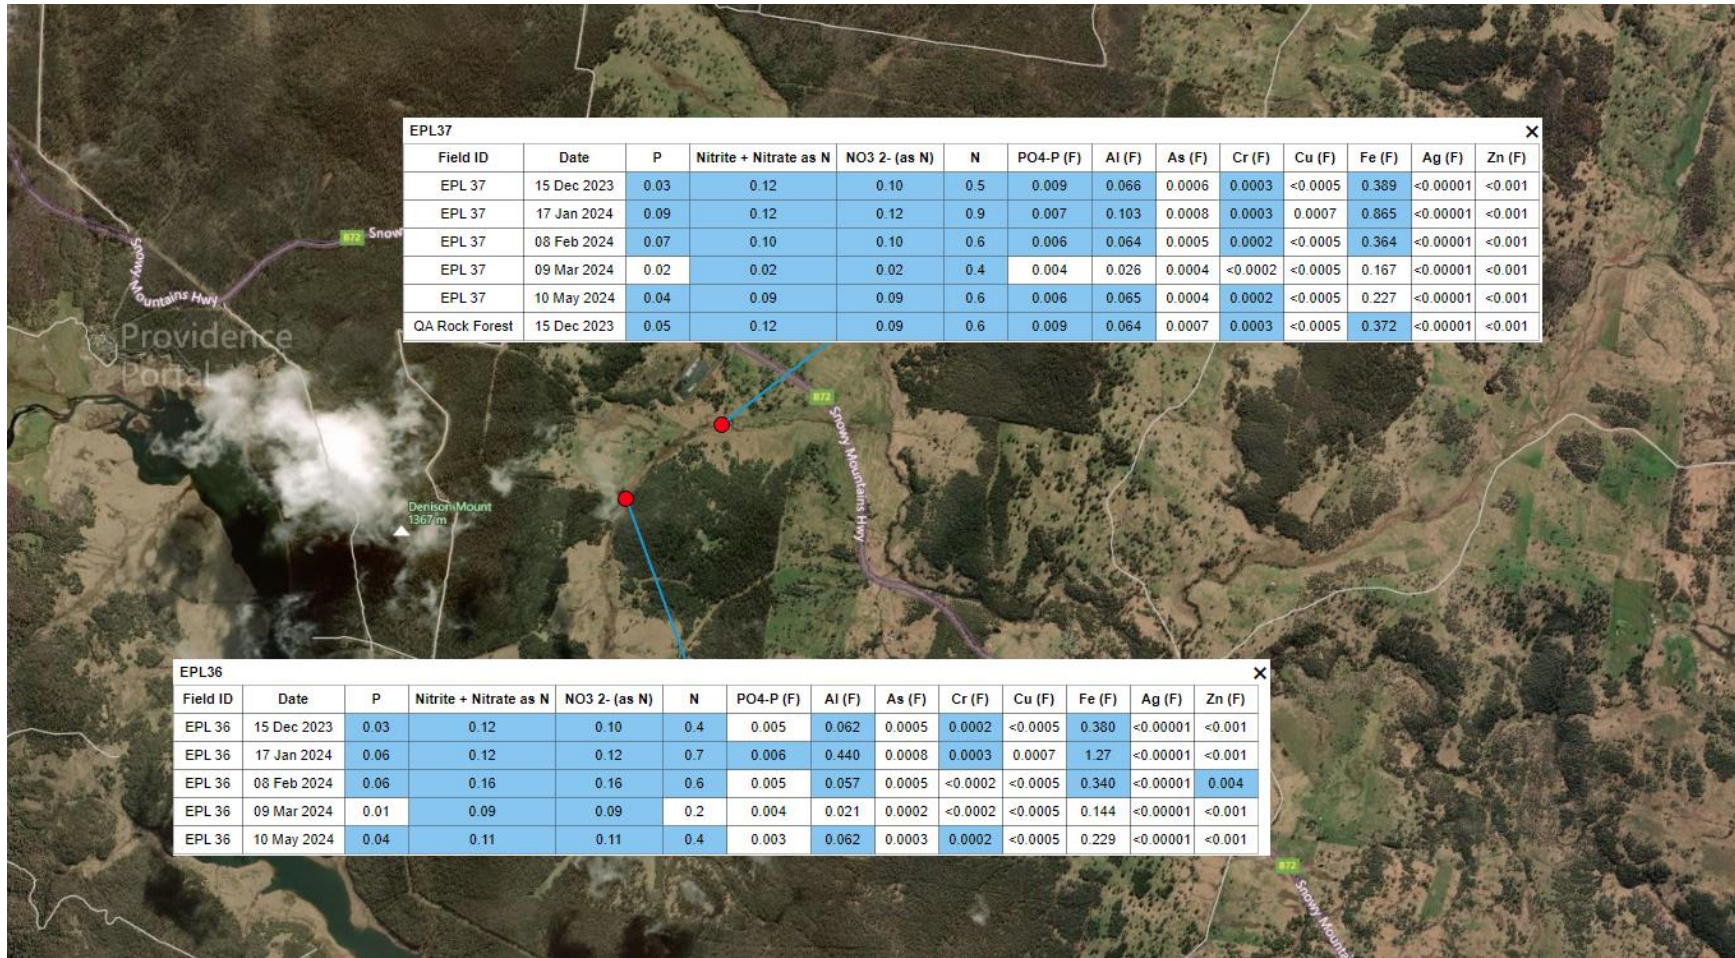 EPL37
Field ID Date P Nitrite + Nitrate as N NO3 2- (as N) N PO4-P (F) Al (F) As (F) Cr (F) Cu (F) Fe (F) Ag (F) Zn (F)
EPL 37 15 Dec 2023 0.03 0.12 0.10 0.5 0.009 0.066 0.0006 0.0003 <0.0005 0.389 <0.00001 <0.001
EPL 37 17 Jan 2024 0.09 0.12 0.12 0.9 0.007 0.103 0.0008 0.0003 0.0007 0.865 <0.00001 <0.001
EPL 37 08 Feb 2024 0.07 0.10 0.10 0.6 0.006 0.064 0.0005 0.0002 <0.0005 0.364 <0.00001 <0.001
EPL 37 09 Mar 2024 0.02 0.02 0.02 0.4 0.004 0.026 0.0004 <0.0002 <0.0005 0.167 <0.00001 <0.001
EPL 37 10 May 2024 0.04 0.09 0.09 0.6 0.006 0.065 0.0004 0.0002 <0.0005 0.227 <0.00001 <0.001
QA Rock Forest 15 Dec 2023 0.05 0.12 0.09 0.6 0.009 0.064 0.0007 0.0003 <0.0005 0.372 <0.00001 <0.001
B72 Snow
Snowy Mountains Hwy
Providence
Portal
B72
Snowy Mountains Hwy
Denison Mount
1367 m
EPL36
Field ID Date P Nitrite + Nitrate as N NO3 2- (as N) N PO4-P (F) Al (F) As (F) Cr (F) Cu (F) Fe (F) Ag (F) Zn (F)
EPL 36 15 Dec 2023 0.03 0.12 0.10 0.4 0.005 0.062 0.0005 0.0002 <0.0005 0.380 <0.00001 <0.001
EPL 36 17 Jan 2024 0.06 0.12 0.12 0.7 0.006 0.440 0.0008 0.0003 0.0007 1.27 <0.00001 <0.001
EPL 36 08 Feb 2024 0.06 0.16 0.16 0.6 0.005 0.057 0.0005 <0.0002 <0.0005 0.340 <0.00001 0.004
EPL 36 09 Mar 2024 0.01 0.09 0.09 0.2 0.004 0.021 0.0002 <0.0002 <0.0005 0.144 <0.00001 <0.001
EPL 36 10 May 2024 0.04 0.11 0.11 0.4 0.003 0.062 0.0003 0.0002 <0.0005 0.229 <0.00001 <0.001
B72
Snowy Mounta